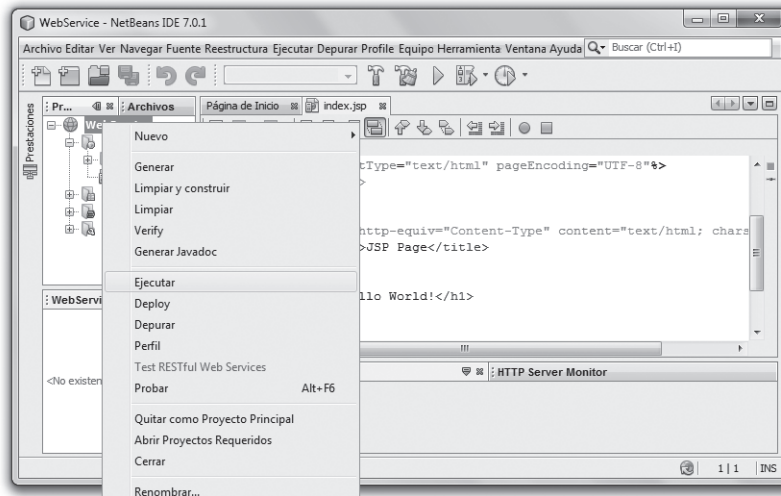 WebService - NetBeans IDE 7.0.1
Archivo Editar Ver Navegar Fuente Reestructura Ejecutar Depurar Profile Equipo Herramienta Ventana Ayuda Buscar (Ctrl+I)
Pr... Archivos Página de Inicio index.jsp
Prestaciones
Nuevo
Generar
tType="text/html" pageEncoding="UTF-8"%>
Limpiar y construir
>
Limpiar
Verify
http-equiv="Content-Type" content="text/html; chars
Generar Javadoc
>JSP Page</title>
Ejecutar
WebServi
Deploy
llo World!</h1>
Depurar
Perfil
Test RESTful Web Services
HTTP Server Monitor
<No existen
Probar Alt+F6
Quitar como Proyecto Principal
Abrir Proyectos Requeridos
Cerrar
1|1 INS
Renombrar...